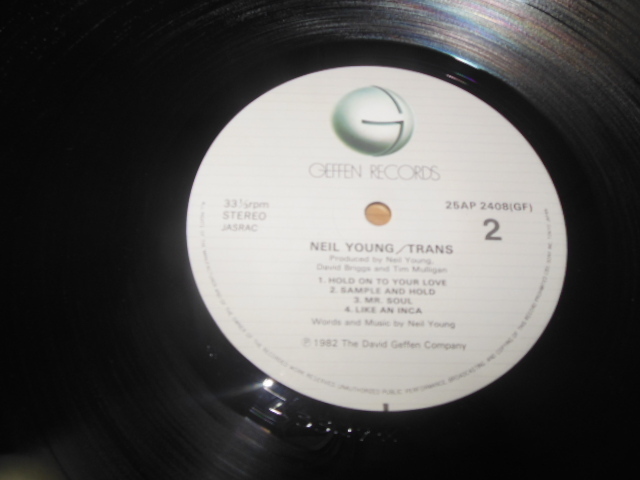 G
GEFFEN RECORDS
33⅓rpm
STEREO
JASRAC
25AP 2408(GF)
2
NEIL YOUNG/TRANS
Produced by Neil Young,
David Briggs and Tim Mulligan
1. HOLD ON TO YOUR LOVE
2. SAMPLE AND HOLD
3. MR. SOUL
4. LIKE AN INCA
Words and Music by Neil Young
℗1982 The David Geffen Company